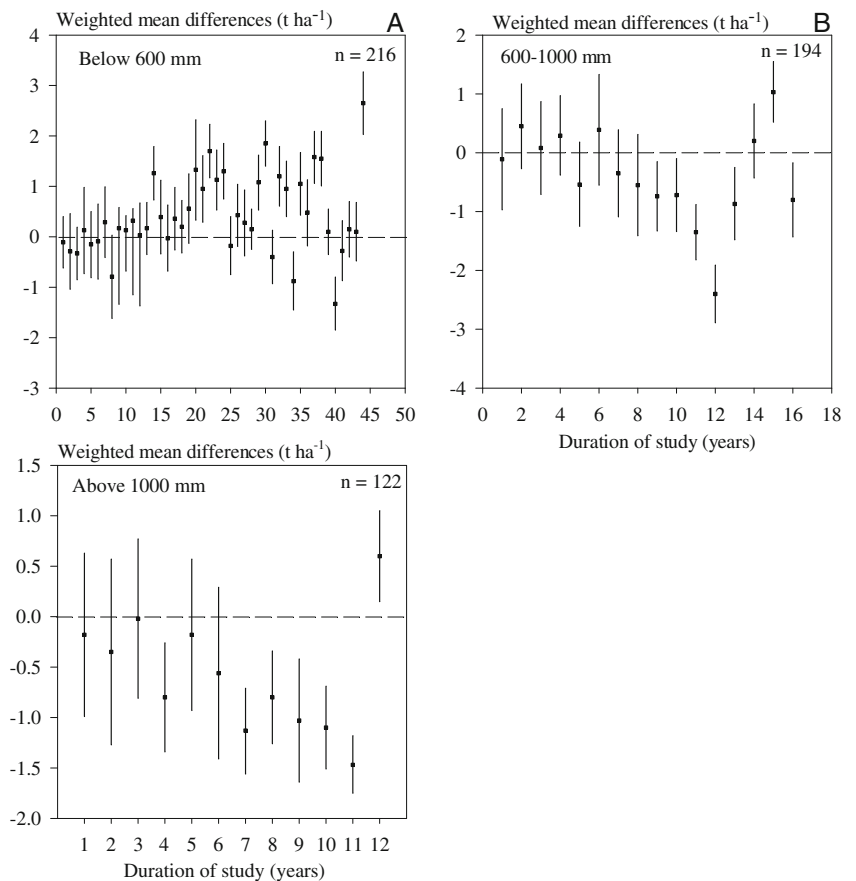 Weighted mean differences (t ha⁻¹) A
Below 600 mm n = 216
4
3
2
1
0
-1
-2
-3
0 5 10 15 20 25 30 35 40 45 50
Weighted mean differences (t ha⁻¹) B
600-1000 mm n = 194
2
1
0
-1
-2
-3
-4
0 2 4 6 8 10 12 14 16 18
Duration of study (years)
Weighted mean differences (t ha⁻¹)
Above 1000 mm n = 122
1.5
1.0
0.5
0.0
-0.5
-1.0
-1.5
-2.0
1 2 3 4 5 6 7 8 9 10 11 12
Duration of study (years)